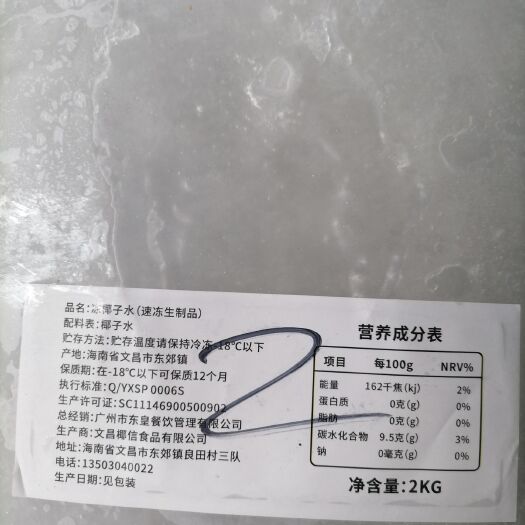 品名:冻椰子水(速冻生制品)
配料表:椰子水
贮存方法:贮存温度请保持冷冻-18℃以下
产地:海南省文昌市东郊镇
保质期:在-18℃以下可保质12个月
执行标准:Q/YXSP 0006S
生产许可证:SC11146900500902
总经销:广州市东皇餐饮管理有限公司
生产商:文昌椰信食品有限公司
地址:海南省文昌市东郊镇良田村三队
电话:13503040022
生产日期:见包装
营养成分表
项目 每100g NRV%
能量 162千焦(kj) 2%
蛋白质 0克(g) 0%
脂肪 0克(g) 0%
碳水化合物 9.5克(g) 3%
钠 0毫克(g) 0%
净含量:2KG
2